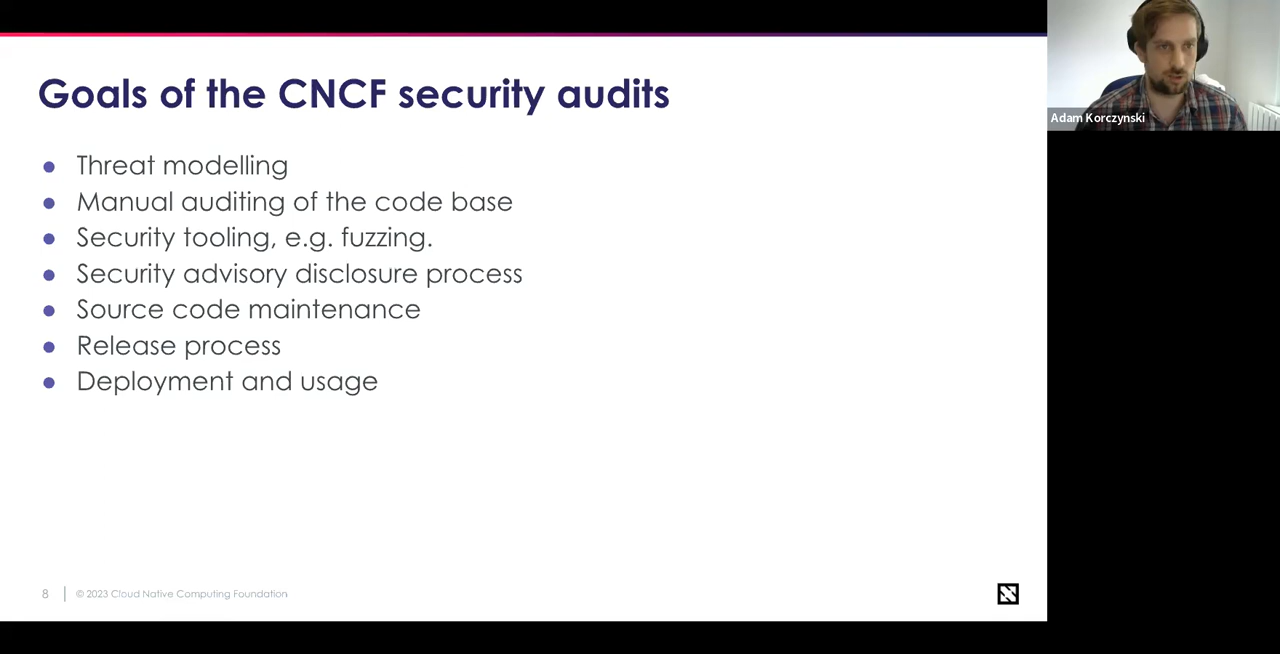 Goals of the CNCF security audits
Threat modelling
Manual auditing of the code base
Security tooling, e.g. fuzzing.
Security advisory disclosure process
Source code maintenance
Release process
Deployment and usage
8
© 2023 Cloud Native Computing Foundation
Adam Korczynski